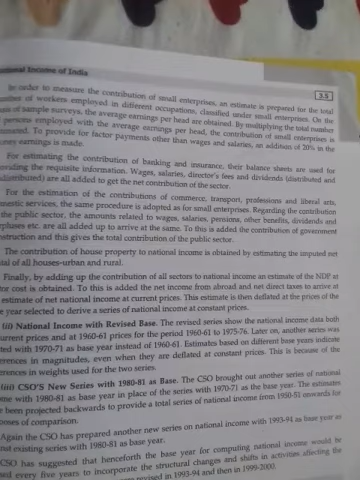 National Income of India
3.5
In order to measure the contribution of small enterprises, an estimate is prepared for the total
number of workers employed in different occupations, classified under small enterprises. On the
basis of sample surveys, the average earnings per head are obtained. By multiplying the total number
persons employed with the average earnings per head, the contribution of small enterprises is
estimated. To provide for factor payments other than wages and salaries, an addition of 20% in the
money earnings is made.
For estimating the contribution of banking and insurance, their balance sheets are used for
providing the requisite information. Wages, salaries, director's fees and dividends (distributed and
undistributed) are all added to get the net contribution of the sector.
For the estimation of the contributions of commerce, transport, professions and liberal arts,
domestic services, the same procedure is adopted as for small enterprises. Regarding the contribution
the public sector, the amounts related to wages, salaries, pensions, other benefits, dividends and
surpluses etc. are all added up to arrive at the same. To this is added the contribution of government
construction and this gives the total contribution of the public sector.
The contribution of house property to national income is obtained by estimating the imputed net
rental of all houses-urban and rural.
Finally, by adding up the contribution of all sectors to national income an estimate of the NDP at
factor cost is obtained. To this is added the net income from abroad and net direct taxes to arrive at
estimate of net national income at current prices. This estimate is then deflated at the prices of the
year selected to derive a series of national income at constant prices.
(ii) National Income with Revised Base. The revised series show the national income data both
current prices and at 1960-61 prices for the period 1960-61 to 1975-76. Later on, another series was
ted with 1970-71 as base year instead of 1960-61. Estimates based on different base years indicate
differences in magnitudes, even when they are deflated at constant prices. This is because of the
differences in weights used for the two series.
(iii) CSO'S New Series with 1980-81 as Base. The CSO brought out another series of national
income with 1980-81 as base year in place of the series with 1970-71 as the base year. The estimates
been projected backwards to provide a total series of national income from 1950-51 onwards for
purposes of comparison.
Again the CSO has prepared another new series on national income with 1993-94 base year as
against existing series with 1980-81 as base year.
CSO has suggested that henceforth the base year for computing national income would be
every five years to incorporate the structural changes and shifts in activities affecting the
revised in 1993-94 and then in 1999-2000.